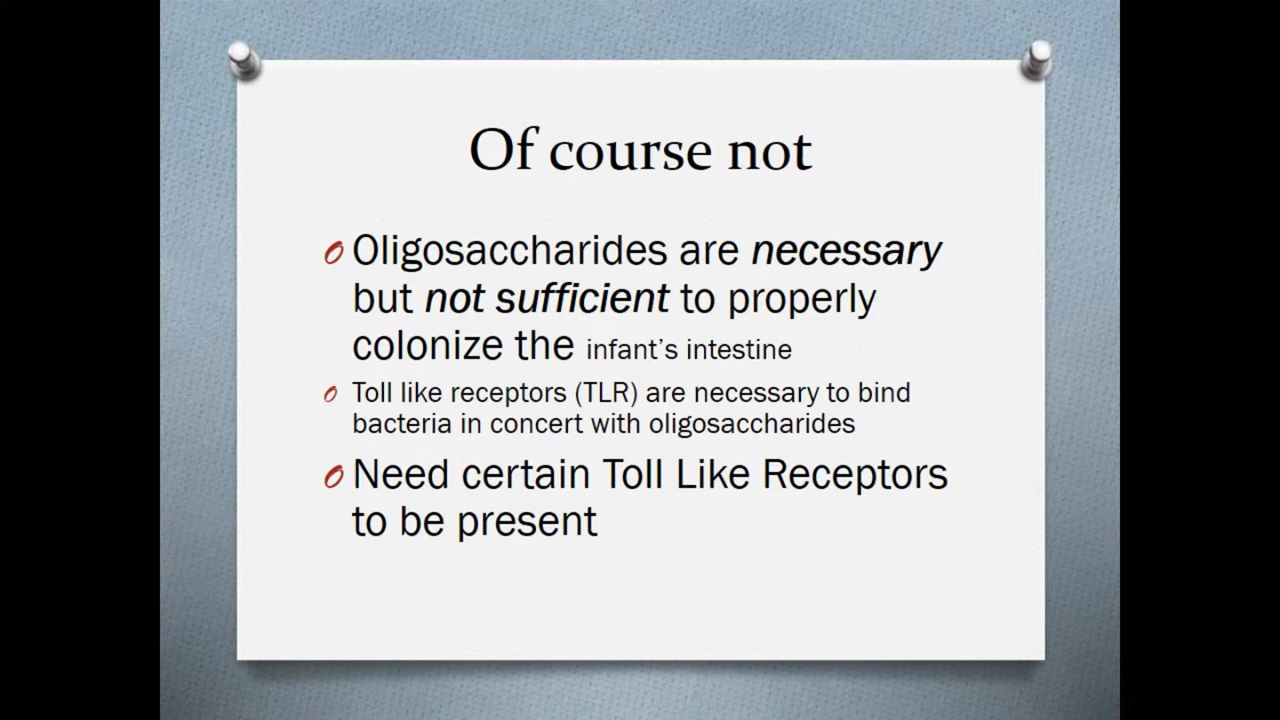 Of course not
Oligosaccharides are necessary
but not sufficient to properly
colonize the infant’s intestine
Toll like receptors (TLR) are necessary to bind
bacteria in concert with oligosaccharides
Need certain Toll Like Receptors
to be present